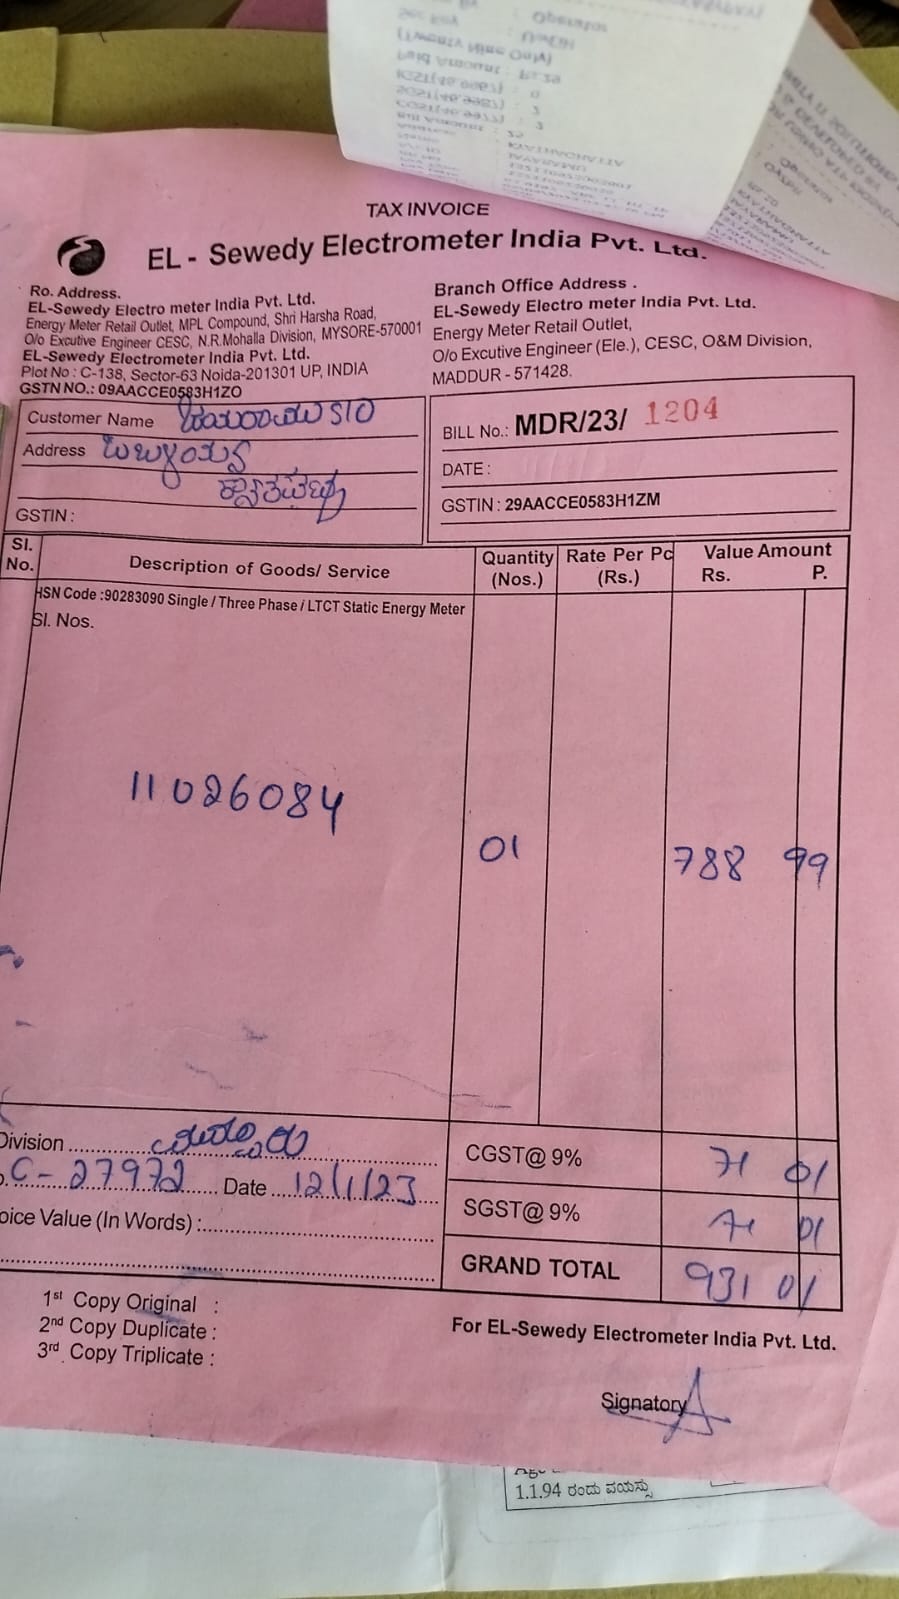 TAX INVOICE
EL - Sewedy Electrometer India Pvt. Ltd.
Ro. Address.
EL-Sewedy Electro meter India Pvt. Ltd.
Energy Meter Retail Outlet, MPL Compound, Shri Harsha Road,
O/o Excutive Engineer CESC, N.R.Mohalla Division, MYSORE-570001
EL-Sewedy Electrometer India Pvt. Ltd.
Plot No : C-138, Sector-63 Noida-201301 UP, INDIA
GSTN NO.: 09AACCE0583H1ZO
Branch Office Address .
EL-Sewedy Electro meter India Pvt. Ltd.
Energy Meter Retail Outlet,
O/o Excutive Engineer (Ele.), CESC, O&M Division,
MADDUR - 571428.
Customer Name S/O
Address
GSTIN :
BILL No.: MDR/23/ 1204
DATE :
GSTIN : 29AACCE0583H1ZM
Sl. No. Description of Goods/ Service Quantity (Nos.) Rate Per Pc (Rs.) Value Amount Rs. P.
HSN Code :90283090 Single / Three Phase / LTCT Static Energy Meter
Sl. Nos.
11026084 01 788 99
Division
C-27972 Date 12/1/23
CGST@ 9% 71 01
SGST@ 9% 71 01
oice Value (In Words) :
GRAND TOTAL 931 01
1st Copy Original :
2nd Copy Duplicate :
3rd Copy Triplicate :
For EL-Sewedy Electrometer India Pvt. Ltd.
Signatory
1.1.94 ರಂದು ವಯಸ್ಸು